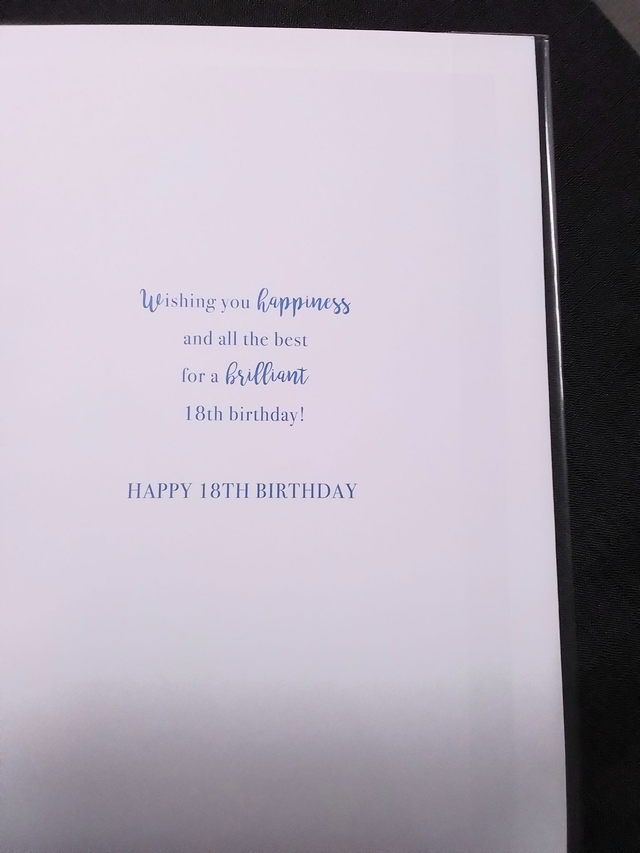 Wishing you happiness
and all the best
for a brilliant
18th birthday!
HAPPY 18TH BIRTHDAY